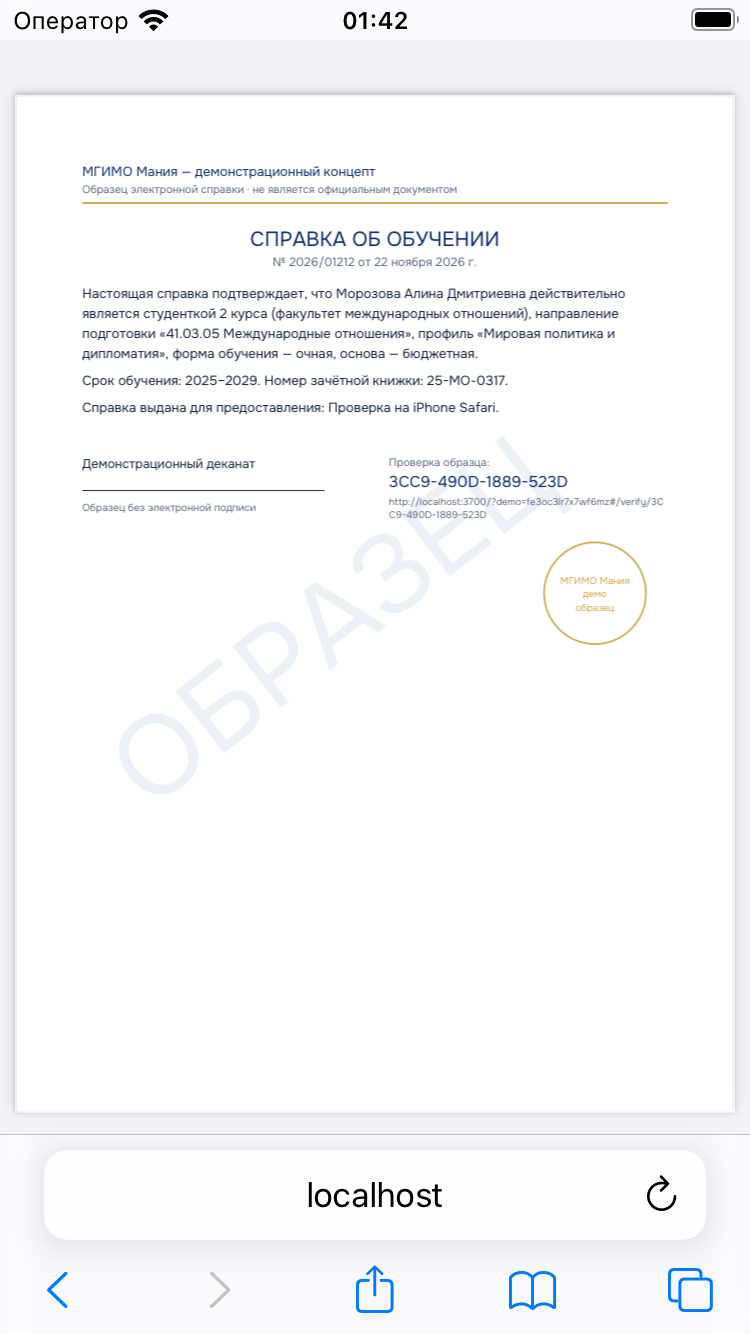 Оператор
01:42
МГИМО Мания — демонстрационный концепт
Образец электронной справки · не является официальным документом
СПРАВКА ОБ ОБУЧЕНИИ
№ 2026/01212 от 22 ноября 2026 г.
Настоящая справка подтверждает, что Морозова Алина Дмитриевна действительно
является студенткой 2 курса (факультет международных отношений), направление
подготовки «41.03.05 Международные отношения», профиль «Мировая политика и
дипломатия», форма обучения — очная, основа — бюджетная.
Срок обучения: 2025–2029. Номер зачётной книжки: 25-МО-0317.
Справка выдана для предоставления: Проверка на iPhone Safari.
Демонстрационный деканат
Образец без электронной подписи
Проверка образца:
3CC9-490D-1889-523D
http://localhost:3700/?demo=fe3oc3lr7x7wf6mz#/verify/3C
C9-490D-1889-523D
МГИМО Мания
демо
образец
ОБРАЗЕЦ
localhost